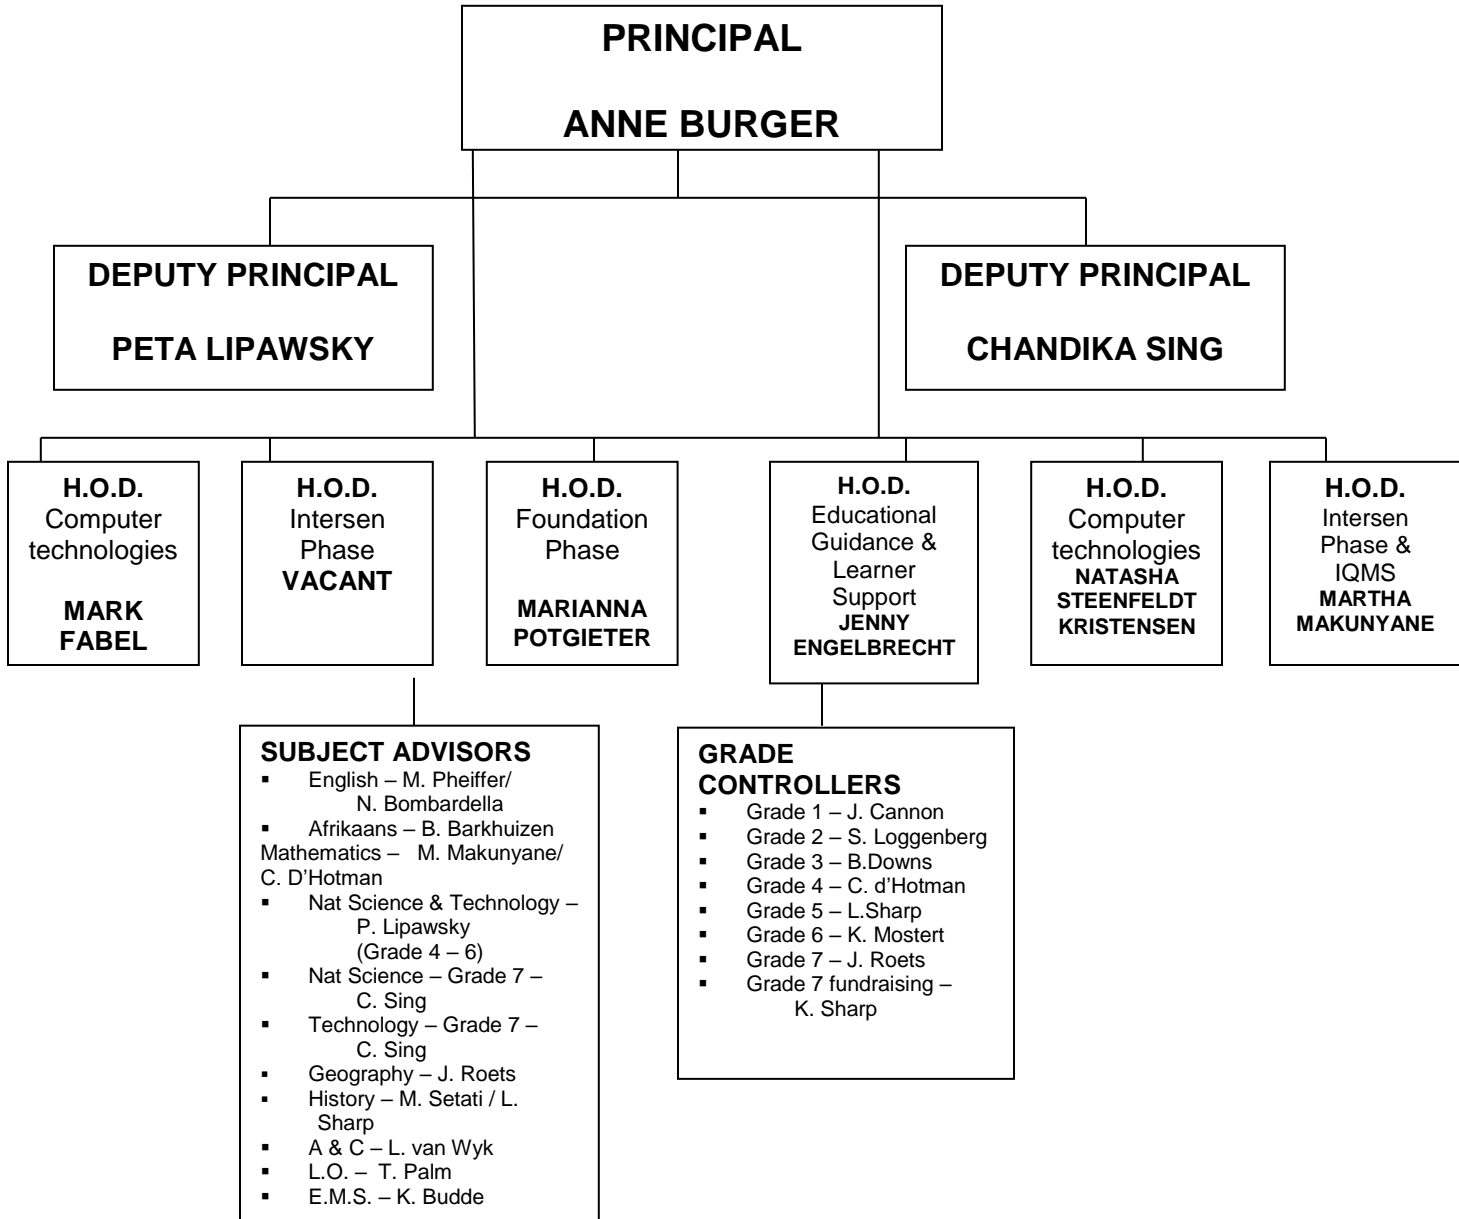 PRINCIPAL
ANNE BURGER
DEPUTY PRINCIPAL
PETA LIPAWSKY
DEPUTY PRINCIPAL
CHANDIKA SING
H.O.D.
Computer
technologies
MARK
FABEL
H.O.D.
Intersen
Phase
VACANT
H.O.D.
Foundation
Phase
MARIANNA
POTGIETER
H.O.D.
Educational
Guidance &
Learner
Support
JENNY
ENGELBRECHT
H.O.D.
Computer
technologies
NATASHA
STEENFELDT
KRISTENSEN
H.O.D.
Intersen
Phase &
IQMS
MARTHA
MAKUNYANE
SUBJECT ADVISORS
▪ English – M. Pheiffer/
N. Bombardella
▪ Afrikaans – B. Barkhuizen
Mathematics – M. Makunyane/
C. D'Hotman
▪ Nat Science & Technology –
P. Lipawsky
(Grade 4 – 6)
▪ Nat Science – Grade 7 –
C. Sing
▪ Technology – Grade 7 –
C. Sing
▪ Geography – J. Roets
▪ History – M. Setati / L.
Sharp
▪ A & C – L. van Wyk
▪ L.O. – T. Palm
▪ E.M.S. – K. Budde
GRADE
CONTROLLERS
▪ Grade 1 – J. Cannon
▪ Grade 2 – S. Loggenberg
▪ Grade 3 – B.Downs
▪ Grade 4 – C. d'Hotman
▪ Grade 5 – L.Sharp
▪ Grade 6 – K. Mostert
▪ Grade 7 – J. Roets
▪ Grade 7 fundraising –
K. Sharp